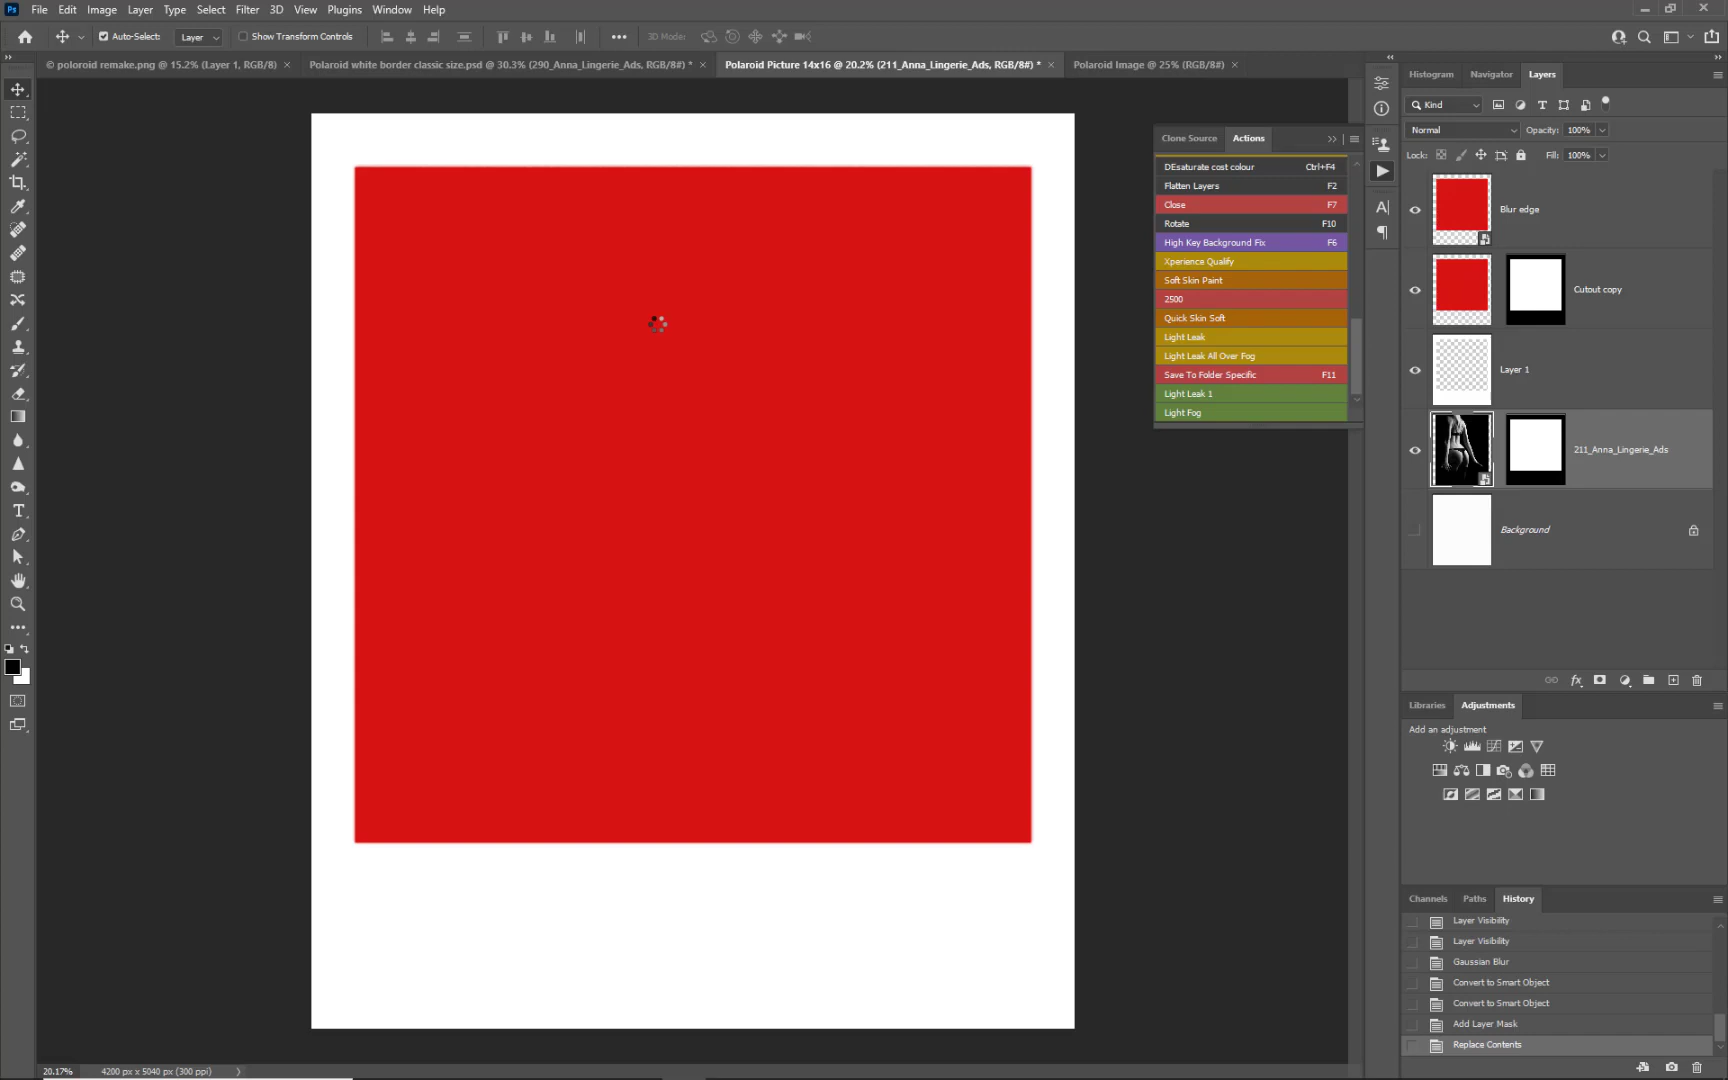 Ps File Edit Image Layer Type Select Filter 3D View Plugins Window Help
Auto-Select: Layer Show Transform Controls ••• 3D Mode:
© poloroid remake.png @ 15.2% (Layer 1, RGB/8) ×
Polaroid white border classic size.psd @ 30.3% (290_Anna_Lingerie_Ads, RGB/8#) * ×
Polaroid Picture 14x16 @ 20.2% (211_Anna_Lingerie_Ads, RGB/8#) * ×
Polaroid Image @ 25% (RGB/8#) ×
Clone Source Actions
DEsaturate cost colour Ctrl+F4
Flatten Layers F2
Close F7
Rotate F10
High Key Background Fix F6
Xperience Qualify
Soft Skin Paint
2500
Quick Skin Soft
Light Leak
Light Leak All Over Fog
Save To Folder Specific F11
Light Leak 1
Light Fog
Histogram Navigator Layers
Kind
Normal Opacity: 100%
Lock: Fill: 100%
Blur edge
Cutout copy
Layer 1
211_Anna_Lingerie_Ads
Background
fx
Libraries Adjustments
Add an adjustment
Channels Paths History
Layer Visibility
Layer Visibility
Gaussian Blur
Convert to Smart Object
Convert to Smart Object
Add Layer Mask
Replace Contents
20.17% 4200 px x 5040 px (300 ppi)